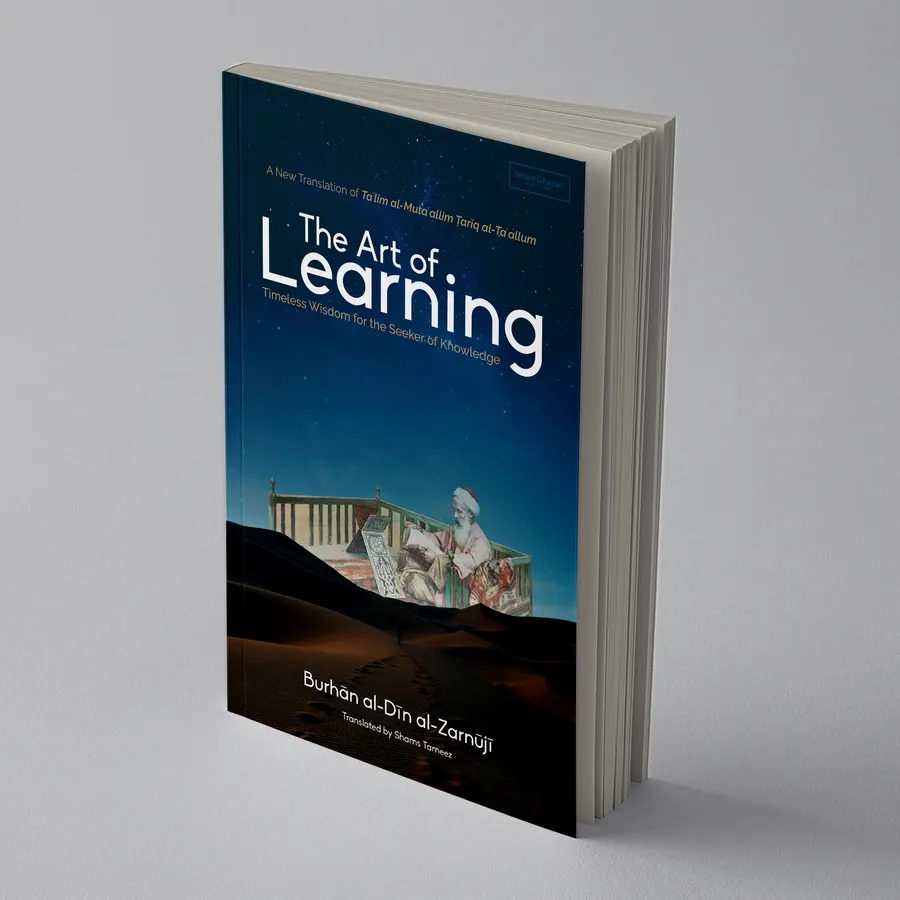 A New Translation of Ta'līm al-Muta'allim Ṭarīq al-Ta'allum
The Art of
Learning
Timeless Wisdom for the Seeker of Knowledge
Burhān al-Dīn al-Zarnūjī
Translated by Shams Tameez